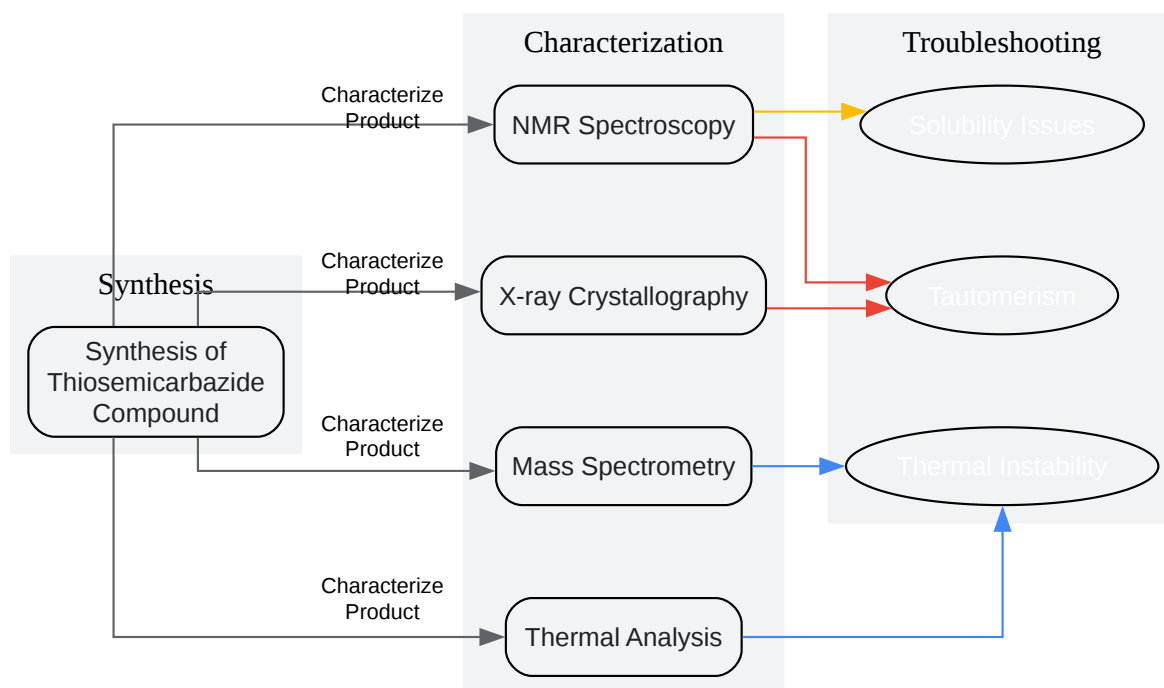 Characterization
Troubleshooting
Characterize
Product
NMR Spectroscopy
Solubility Issues
Synthesis
Characterize
Product
X-ray Crystallography
Tautomerism
Synthesis of
Thiosemicarbazide
Compound
Characterize
Product
Mass Spectrometry
Thermal Instability
Characterize
Product
Thermal Analysis